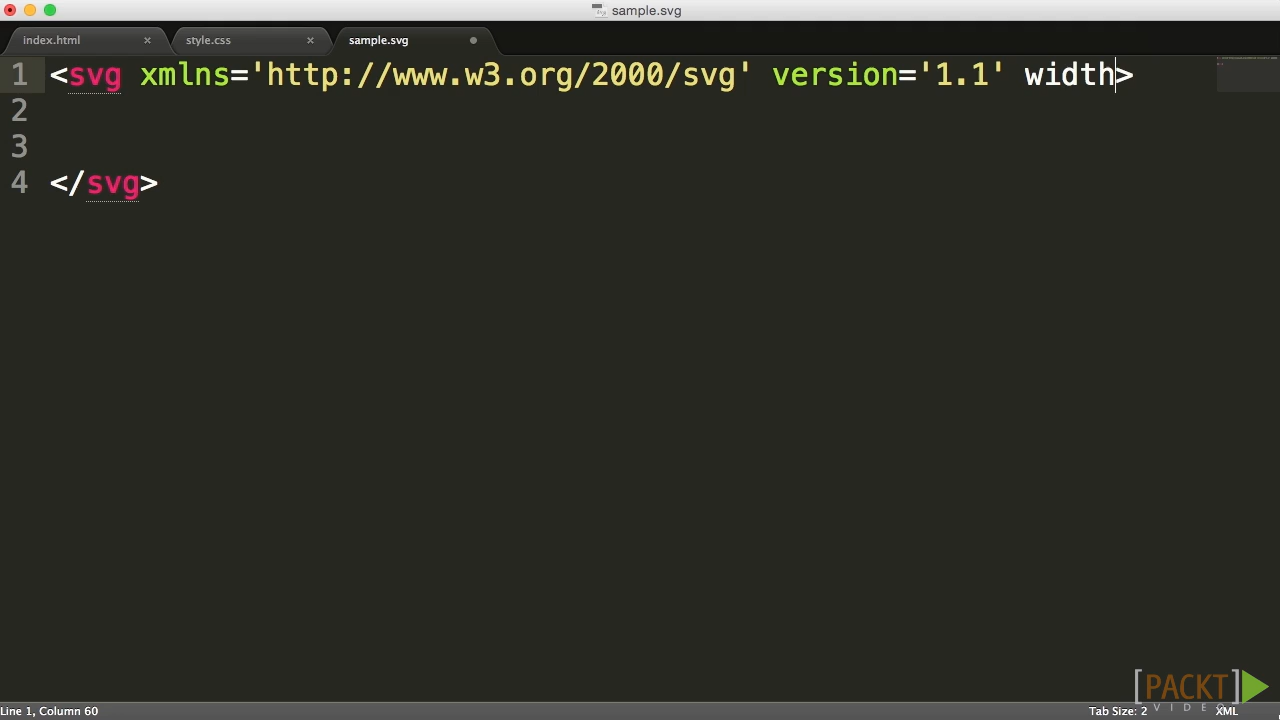 sample.svg
index.html × style.css × sample.svg
1 <svg xmlns='http://www.w3.org/2000/svg' version='1.1' width>
2
3
4 </svg>
[PACKT]
VIDEO
Line 1, Column 60 Tab Size: 2 XML